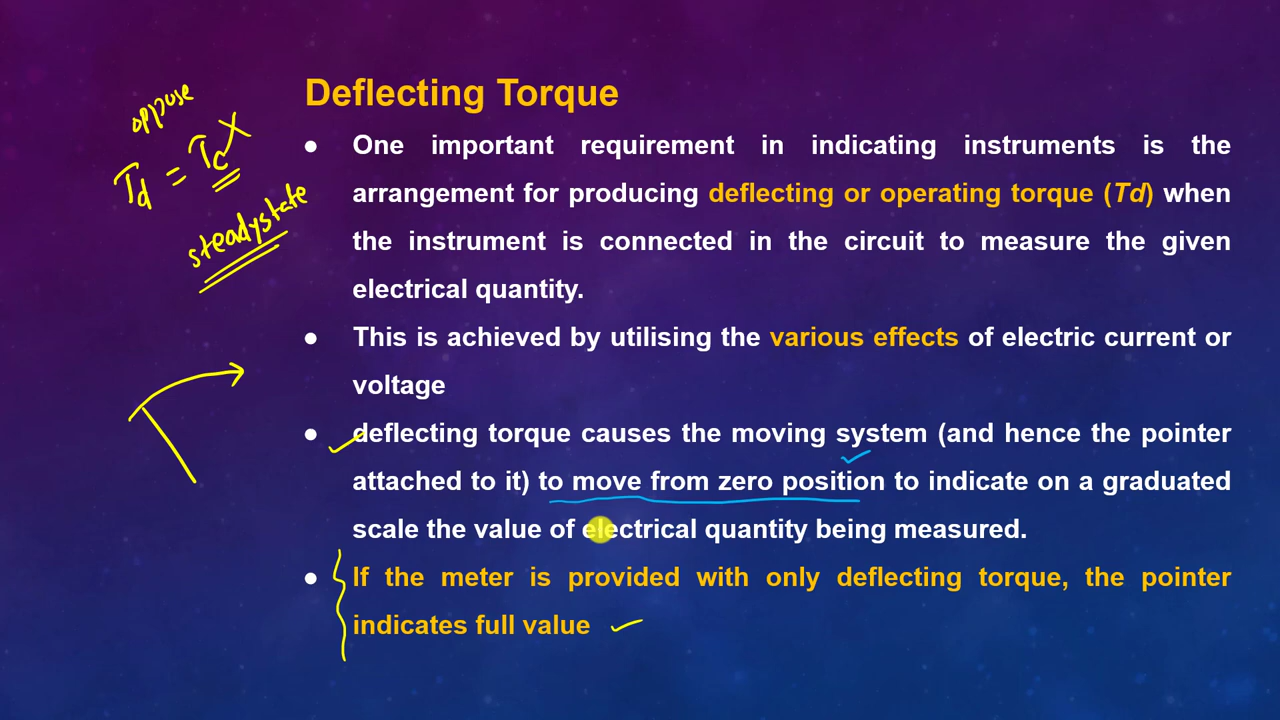 Deflecting Torque
oppose
Td = Tc X
steadystate
● One important requirement in indicating instruments is the
arrangement for producing deflecting or operating torque (Td) when
the instrument is connected in the circuit to measure the given
electrical quantity.
● This is achieved by utilising the various effects of electric current or
voltage
● deflecting torque causes the moving system (and hence the pointer
attached to it) to move from zero position to indicate on a graduated
scale the value of electrical quantity being measured.
● If the meter is provided with only deflecting torque, the pointer
indicates full value